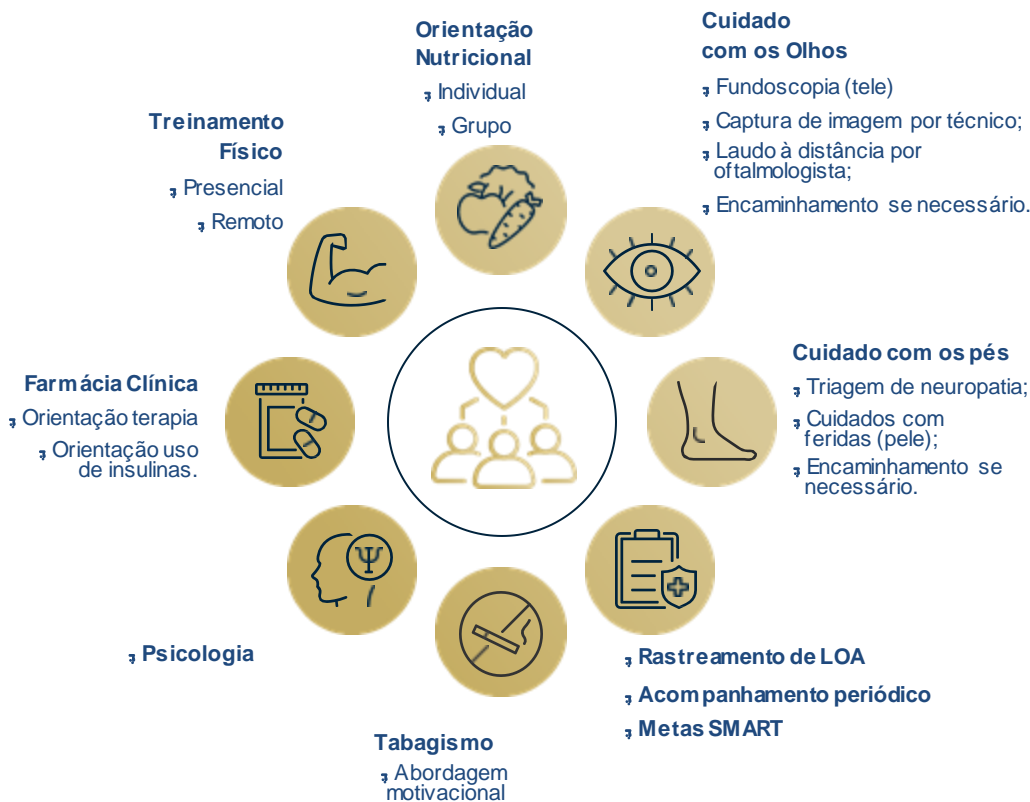 Orientação
Nutricional
Individual
Grupo
Cuidado
com os Olhos
Fundoscopia (tele)
Captura de imagem por técnico;
Laudo à distância por
oftalmologista;
Encaminhamento se necessário.
Treinamento
Físico
Presencial
Remoto
Cuidado com os pés
Triagem de neuropatia;
Cuidados com
feridas (pele);
Encaminhamento se
necessário.
Farmácia Clínica
Orientação terapia
Orientação uso
de insulinas.
Ψ
Psicologia
Rastreamento de LOA
Acompanhamento periódico
Metas SMART
Tabagismo
Abordagem
motivacional